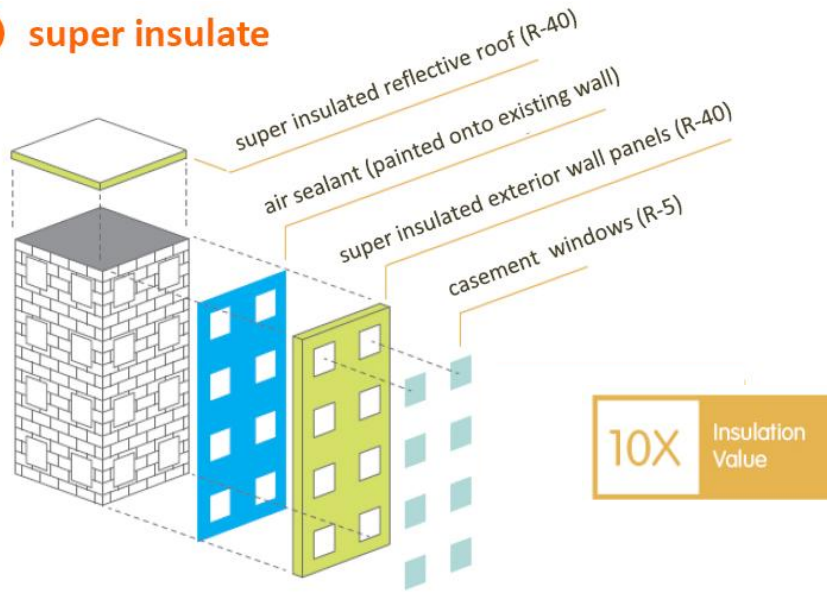 super insulate
super insulated reflective roof (R-40)
air sealant (painted onto existing wall)
super insulated exterior wall panels (R-40)
casement windows (R-5)
10X
Insulation
Value